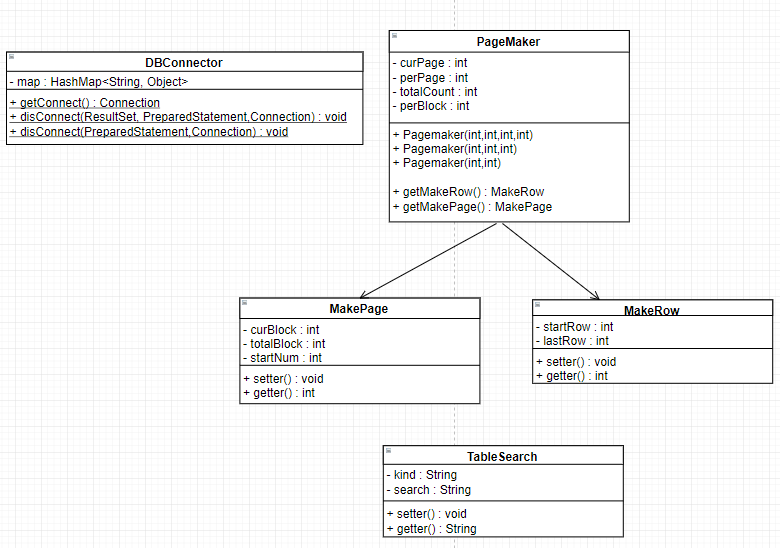 DBConnector
- map : HashMap<String, Object>
+ getConnect() : Connection
+ disConnect(ResultSet, PreparedStatement,Connection) : void
+ disConnect(PreparedStatement,Connection) : void
PageMaker
- curPage : int
- perPage : int
- totalCount : int
- perBlock : int
+ Pagemaker(int,int,int,int)
+ Pagemaker(int,int,int)
+ Pagemaker(int,int)
+ getMakeRow() : MakeRow
+ getMakePage() : MakePage
MakePage
- curBlock : int
- totalBlock : int
- startNum : int
+ setter() : void
+ getter() : int
MakeRow
- startRow : int
- lastRow : int
+ setter() : void
+ getter() : int
TableSearch
- kind : String
- search : String
+ setter() : void
+ getter() : String